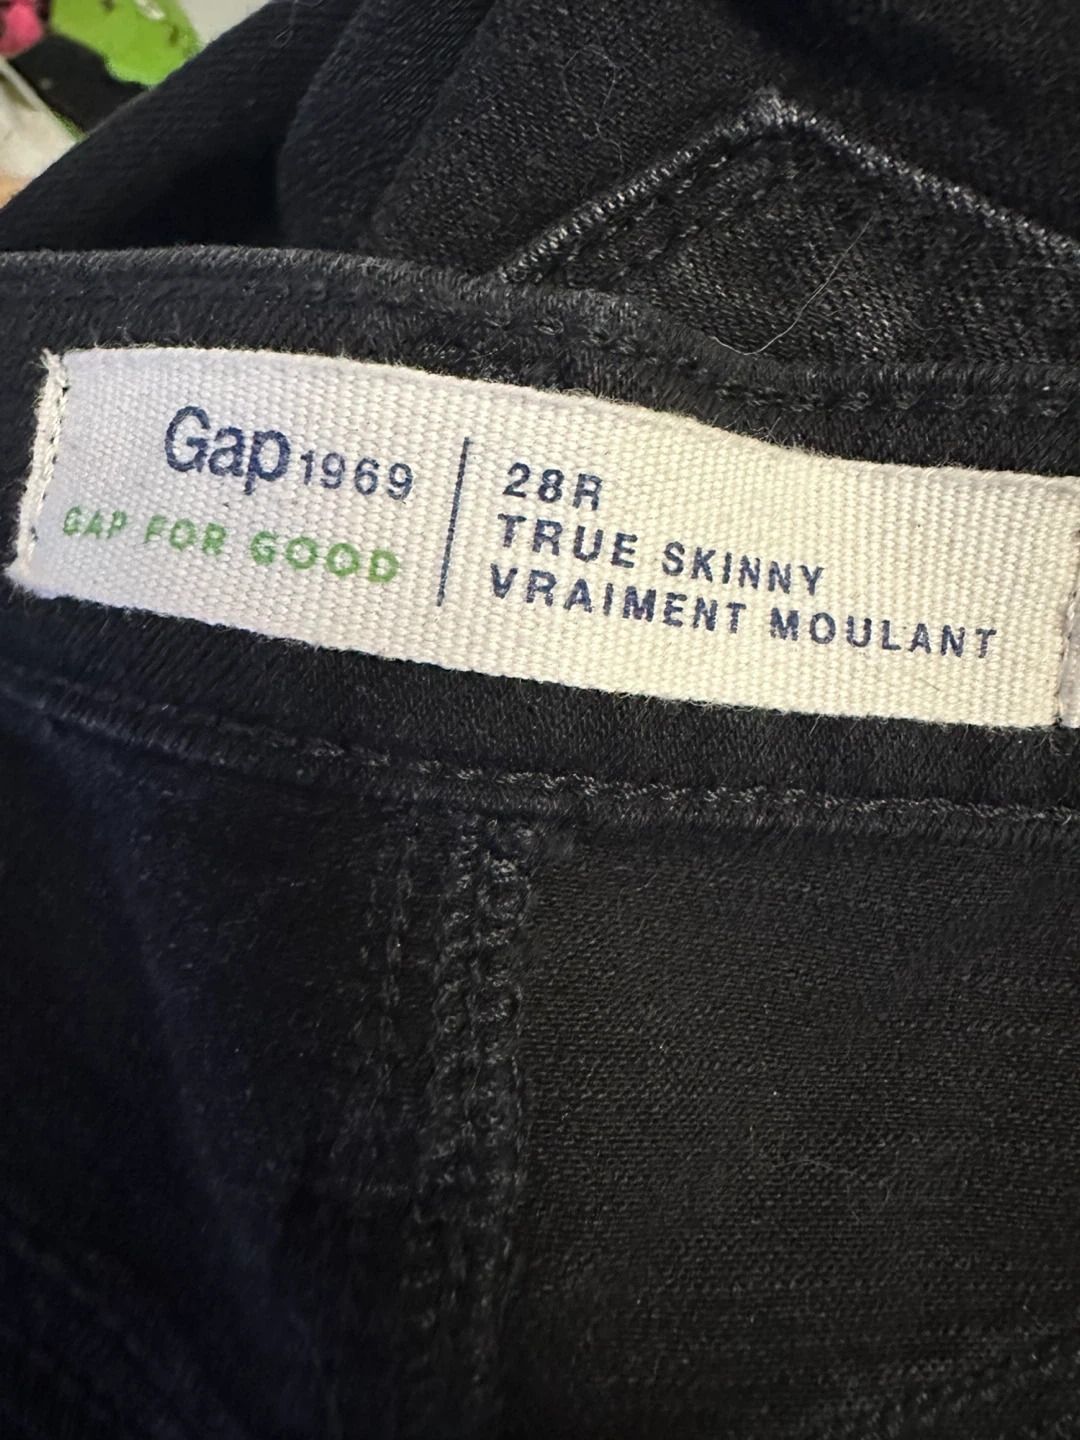 Gap 1969
GAP FOR GOOD
28R
TRUE SKINNY
VRAIMENT MOULANT